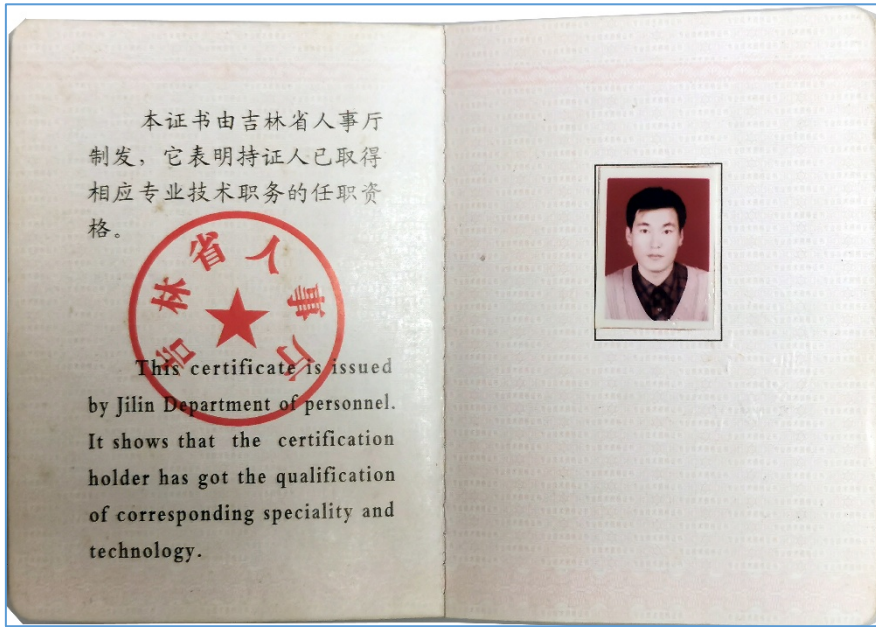 本证书由吉林省人事厅
制发，它表明持证人已取得
相应专业技术职务的任职资
格。
吉林省人事厅
This certificate is issued
by Jilin Department of personnel.
It shows that the certification
holder has got the qualification
of corresponding speciality and
technology.